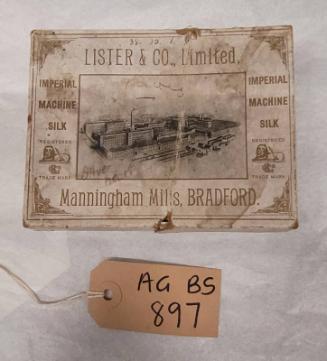 LISTER & Co., Limited.
IMPERIAL
MACHINE
SILK
REGISTERED
TRADE MARK
IMPERIAL
MACHINE
SILK
REGISTERED
TRADE MARK
Manningham Mills, BRADFORD.
AG BS
897